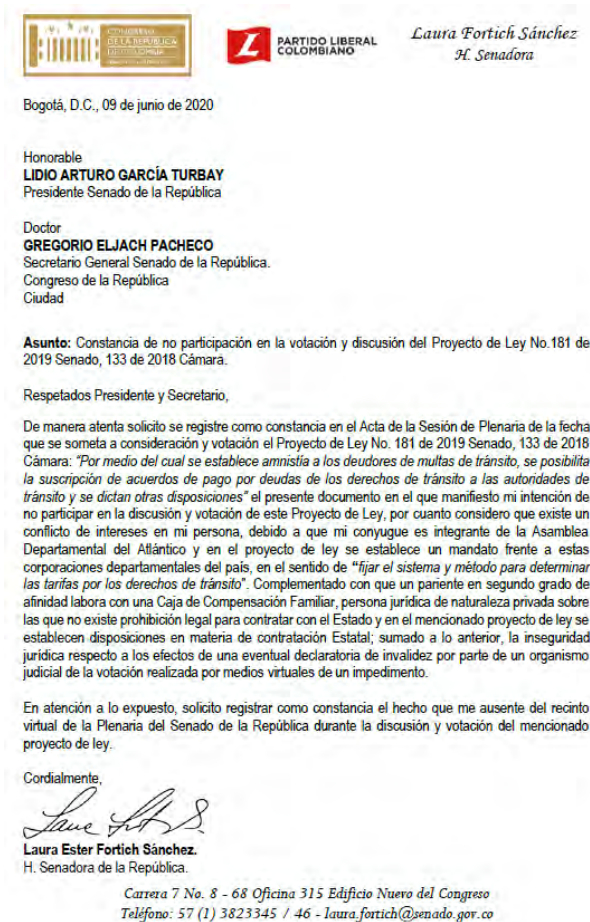 CONGRESO
DE LA REPÚBLICA
DE COLOMBIA
PARTIDO LIBERAL
COLOMBIANO
Laura Fortich Sánchez
H. Senadora
Bogotá, D.C., 09 de junio de 2020
Honorable
LIDIO ARTURO GARCÍA TURBAY
Presidente Senado de la República
Doctor
GREGORIO ELJACH PACHECO
Secretario General Senado de la República.
Congreso de la República
Ciudad
Asunto: Constancia de no participación en la votación y discusión del Proyecto de Ley No.181 de
2019 Senado, 133 de 2018 Cámara.
Respetados Presidente y Secretario,
De manera atenta solicito se registre como constancia en el Acta de la Sesión de Plenaria de la fecha
que se someta a consideración y votación el Proyecto de Ley No. 181 de 2019 Senado, 133 de 2018
Cámara: "Por medio del cual se establece amnistía a los deudores de multas de tránsito, se posibilita
la suscripción de acuerdos de pago por deudas de los derechos de tránsito a las autoridades de
tránsito y se dictan otras disposiciones" el presente documento en el que manifiesto mi intención de
no participar en la discusión y votación de este Proyecto de Ley, por cuanto considero que existe un
conflicto de intereses en mi persona, debido a que mi conyugue es integrante de la Asamblea
Departamental del Atlántico y en el proyecto de ley se establece un mandato frente a estas
corporaciones departamentales del país, en el sentido de "fijar el sistema y método para determinar
las tarifas por los derechos de tránsito". Complementado con que un pariente en segundo grado de
afinidad labora con una Caja de Compensación Familiar, persona jurídica de naturaleza privada sobre
las que no existe prohibición legal para contratar con el Estado y en el mencionado proyecto de ley se
establecen disposiciones en materia de contratación Estatal; sumado a lo anterior, la inseguridad
jurídica respecto a los efectos de una eventual declaratoria de invalidez por parte de un organismo
judicial de la votación realizada por medios virtuales de un impedimento.
En atención a lo expuesto, solicito registrar como constancia el hecho que me ausente del recinto
virtual de la Plenaria del Senado de la República durante la discusión y votación del mencionado
proyecto de ley.
Cordialmente,
Laura Ester Fortich Sánchez.
H. Senadora de la República.
Carrera 7 No. 8 - 68 Oficina 315 Edificio Nuevo del Congreso
Teléfono: 57 (1) 3823345 / 46 - laura.fortich@senado.gov.co